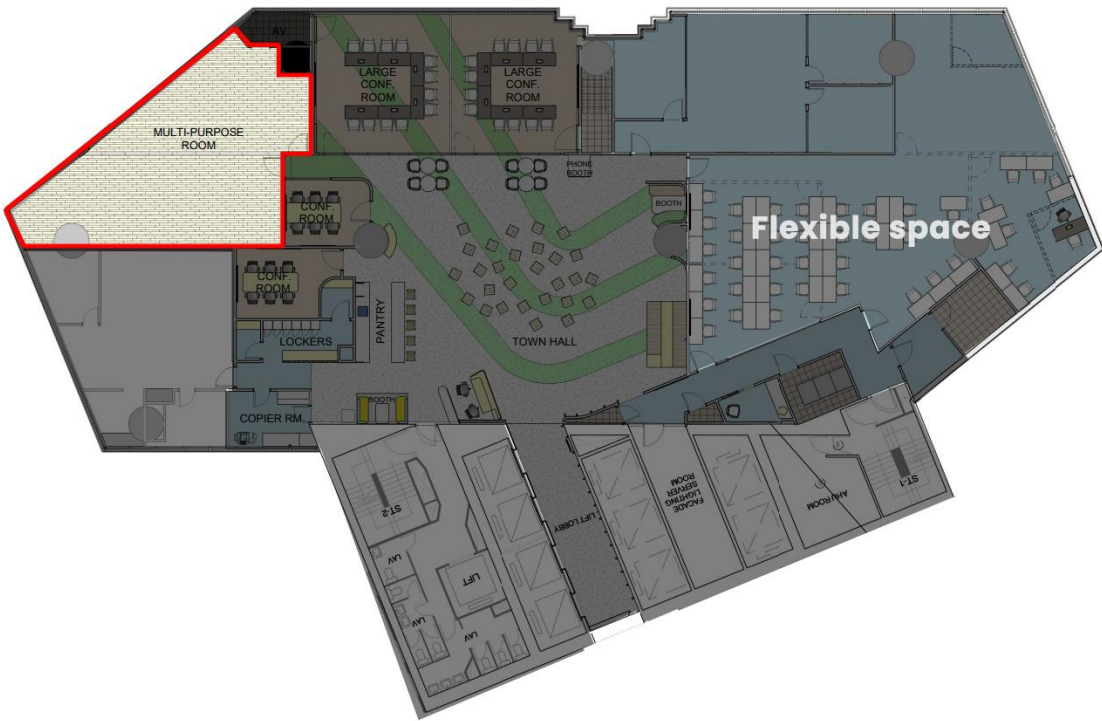 AV
LARGE
CONF.
ROOM
LARGE
CONF.
ROOM
MULTI-PURPOSE
ROOM
PHONE
BOOTH
CONF.
ROOM
BOOTH
Flexible space
CONF.
ROOM
PANTRY
LOCKERS
TOWN HALL
BOOTH
COPIER RM.
ST-2
LIFT LOBBY
FACADE
LIGHTING
SERVER
ROOM
AHU ROOM
ST-1
LAV
LIFT
LAV
LAV